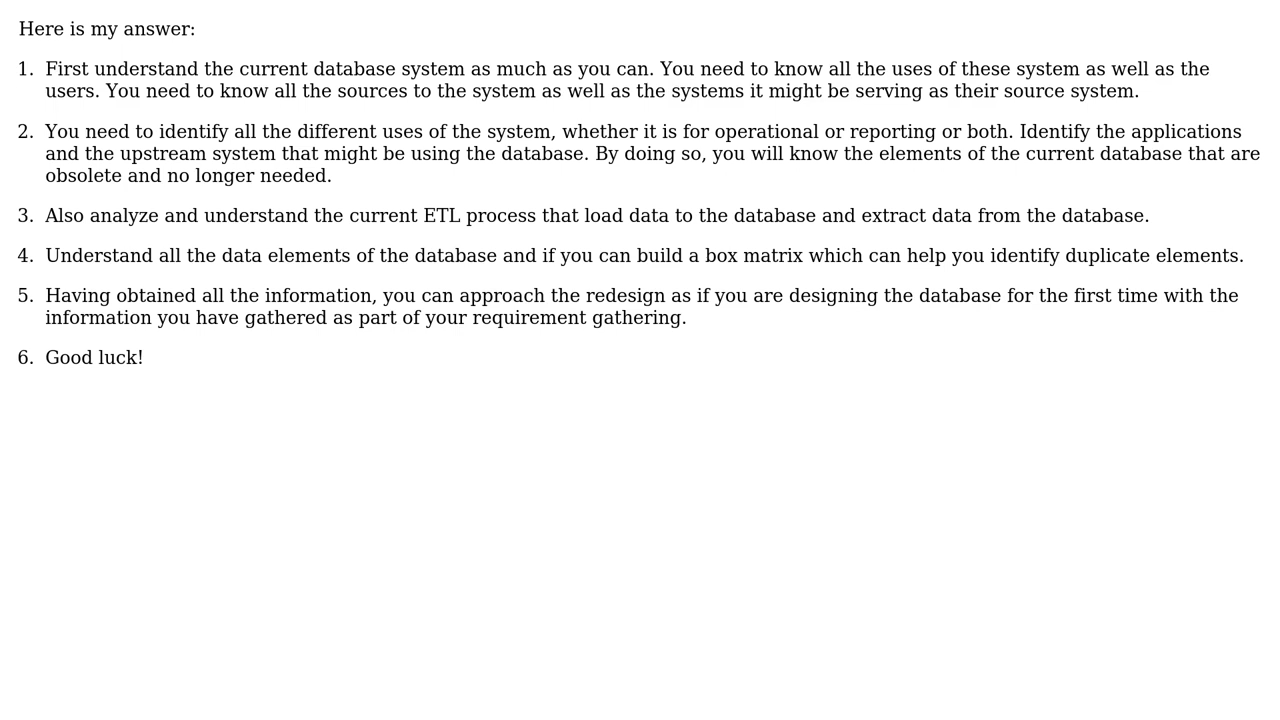 Here is my answer:
1. First understand the current database system as much as you can. You need to know all the uses of these system as well as the
users. You need to know all the sources to the system as well as the systems it might be serving as their source system.
2. You need to identify all the different uses of the system, whether it is for operational or reporting or both. Identify the applications
and the upstream system that might be using the database. By doing so, you will know the elements of the current database that are
obsolete and no longer needed.
3. Also analyze and understand the current ETL process that load data to the database and extract data from the database.
4. Understand all the data elements of the database and if you can build a box matrix which can help you identify duplicate elements.
5. Having obtained all the information, you can approach the redesign as if you are designing the database for the first time with the
information you have gathered as part of your requirement gathering.
6. Good luck!